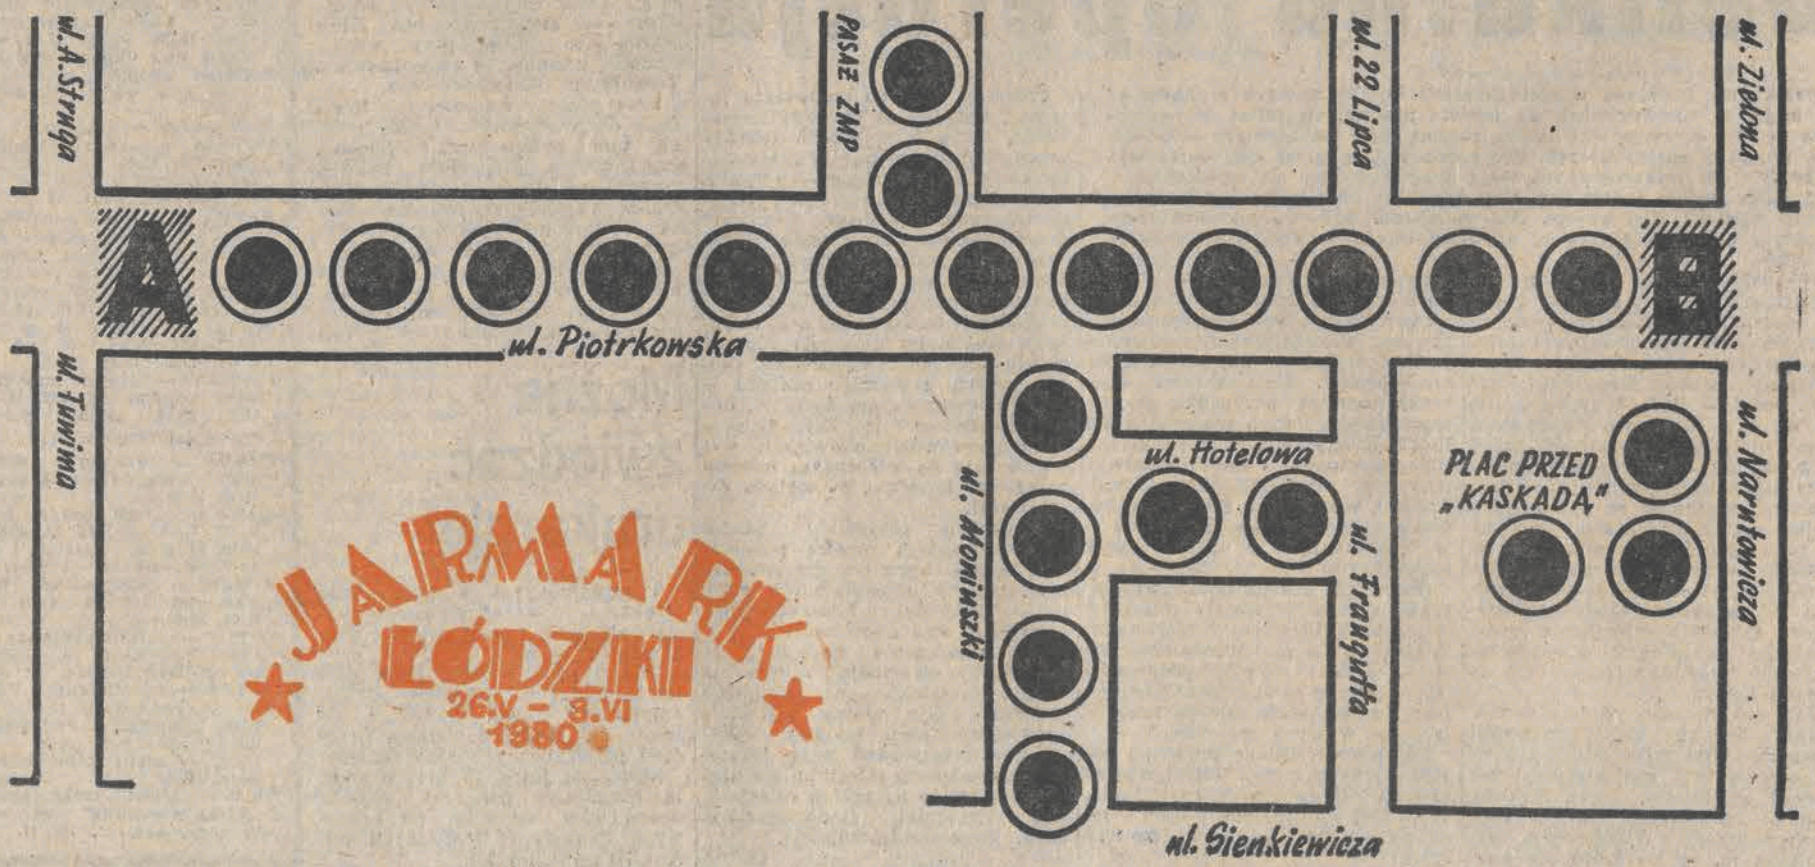 ul. A. Struga
PASAŻ ZMP
ul. 22 Lipca
ul. Zielona
A
B
ul. Piotrkowska
ul. Tuwima
ul. Moniuszki
ul. Hotelowa
ul. Traugutta
PLAC PRZED
„KASKADĄ”
ul. Narutowicza
JARMARK
ŁÓDZKI
26.V – 3.VI
1980
ul. Sienkiewicza